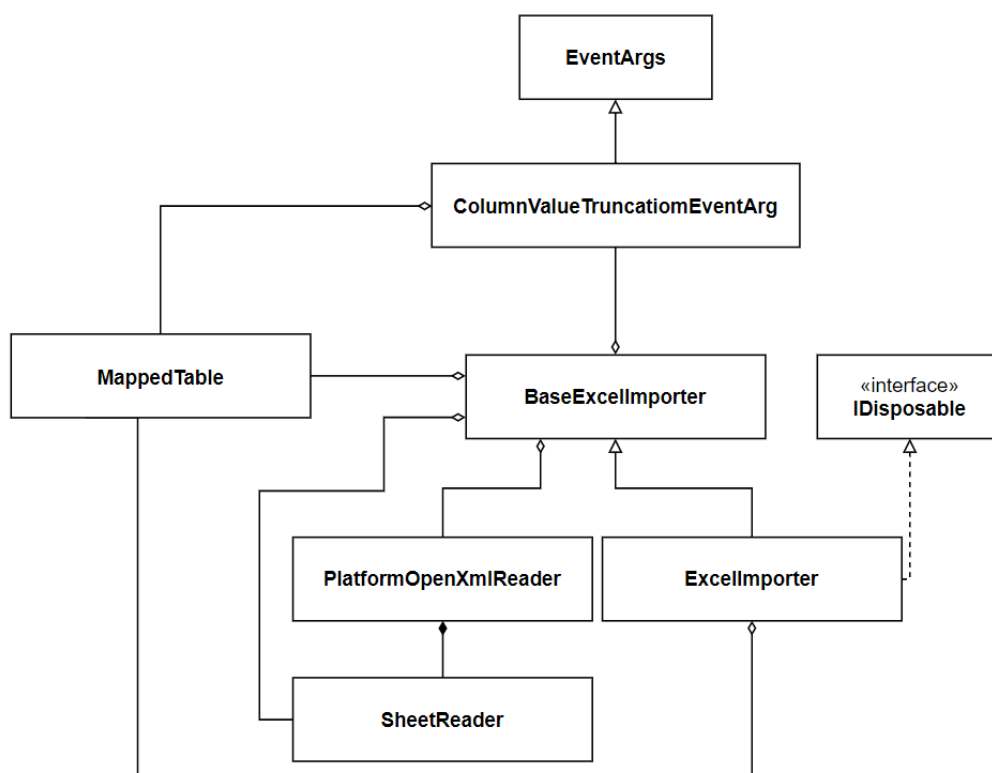 EventArgs
ColumnValueTruncatiomEventArg
MappedTable
BaseExcelImporter
«interface»
IDisposable
PlatformOpenXmlReader
ExcelImporter
SheetReader